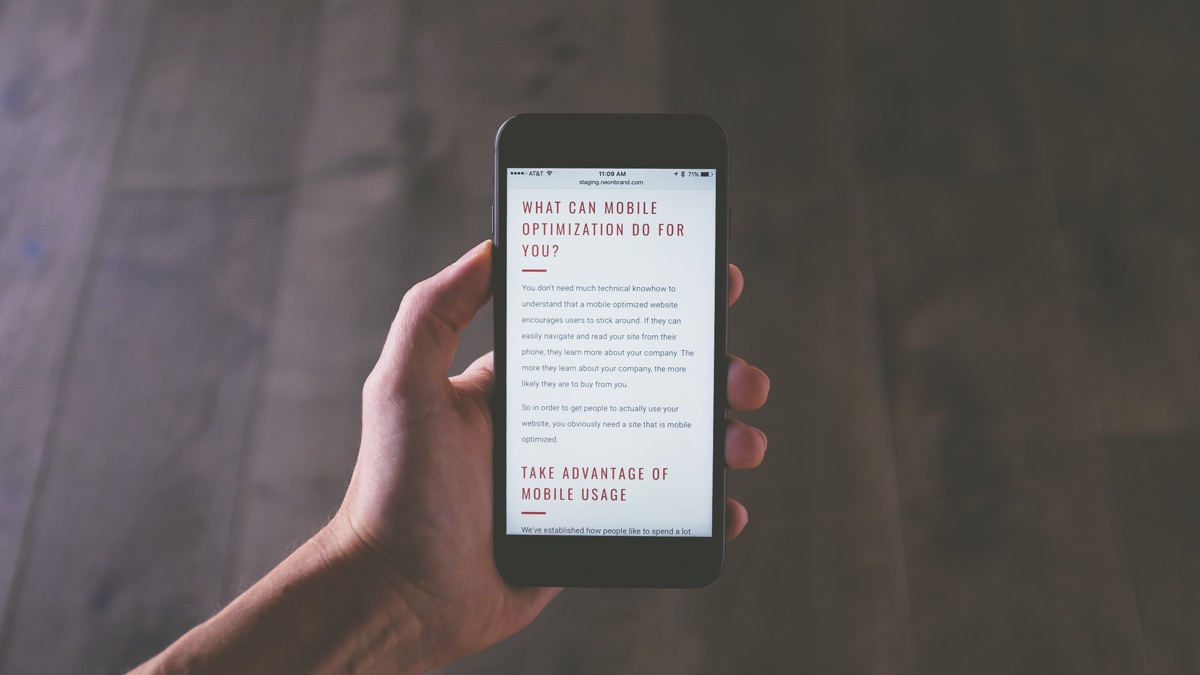 AT&T 11:09 AM 71%
staging.neonbrand.com
WHAT CAN MOBILE
OPTIMIZATION DO FOR
YOU?
You don't need much technical knowhow to
understand that a mobile optimized website
encourages users to stick around. If they can
easily navigate and read your site from their
phone, they learn more about your company. The
more they learn about your company, the more
likely they are to buy from you.
So in order to get people to actually use your
website, you obviously need a site that is mobile
optimized.
TAKE ADVANTAGE OF
MOBILE USAGE
We've established how people like to spend a lot